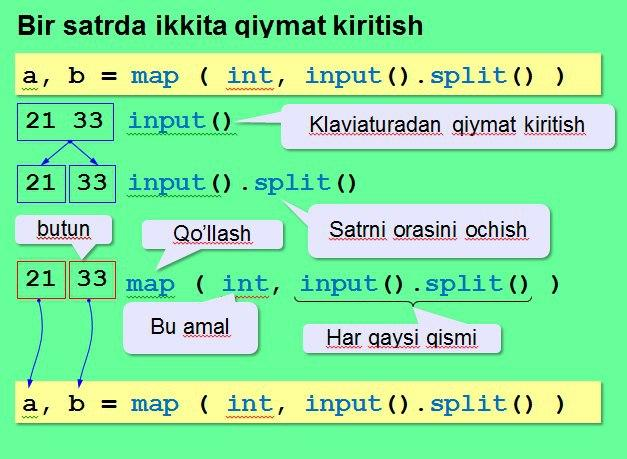 Bir satrda ikkita qiymat kiritish
a, b = map ( int, input().split() )
21 33 input()
Klaviaturadan qiymat kiritish
21 33 input().split()
Satrni orasini ochish
butun
Qo’llash
21 33 map ( int, input().split() )
Bu amal
Har qaysi qismi
a, b = map ( int, input().split() )